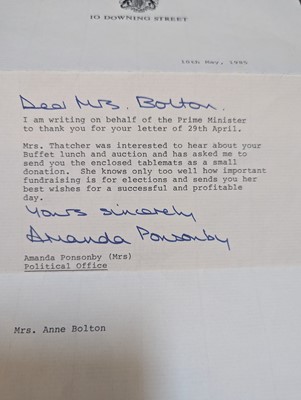 10 DOWNING STREET
10th May, 1985
Dear Mrs. Bolton.
I am writing on behalf of the Prime Minister
to thank you for your letter of 29th April.
Mrs. Thatcher was interested to hear about your
Buffet lunch and auction and has asked me to
send you the enclosed tablemats as a small
donation. She knows only too well how important
fundraising is for elections and sends you her
best wishes for a successful and profitable
day.
Yours sincerely
Amanda Ponsonby
Amanda Ponsonby (Mrs)
Political Office
Mrs. Anne Bolton